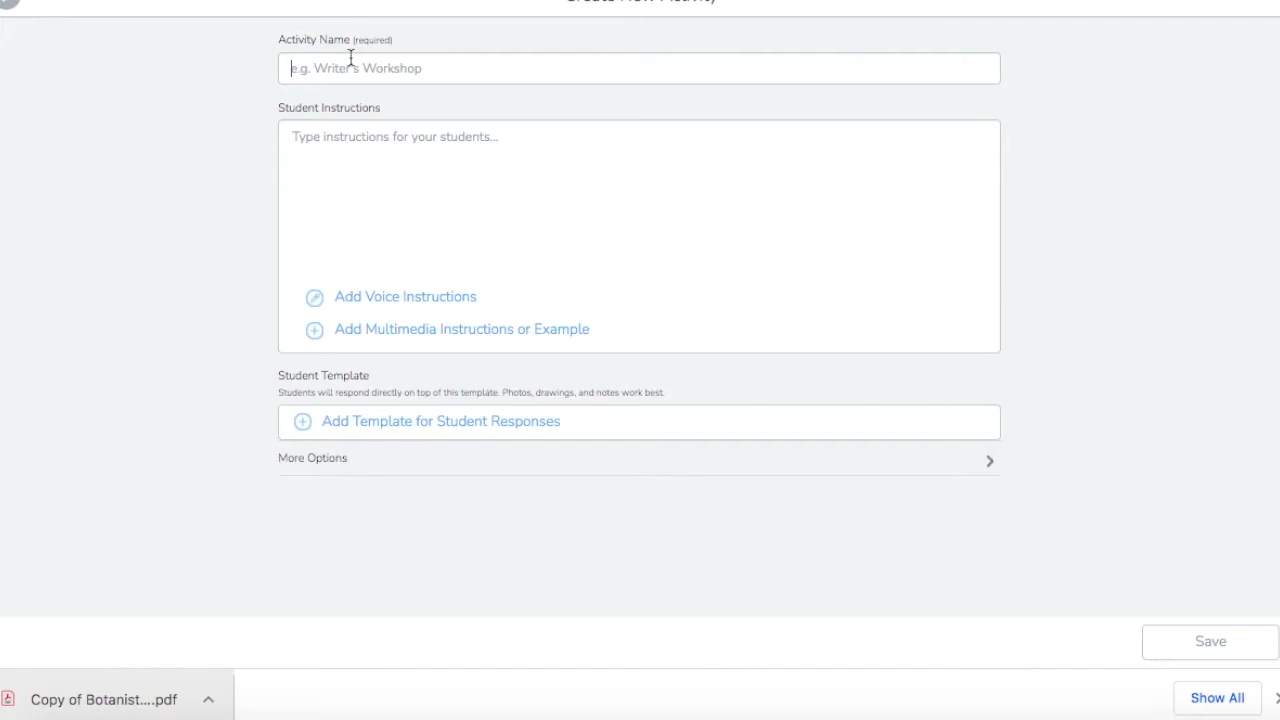 Create New Activity
Activity Name (required)
e.g. Writer's Workshop
Student Instructions
Type instructions for your students...
Add Voice Instructions
Add Multimedia Instructions or Example
Student Template
Students will respond directly on top of this template. Photos, drawings, and notes work best.
Add Template for Student Responses
More Options
Save
Copy of Botanist....pdf
Show All